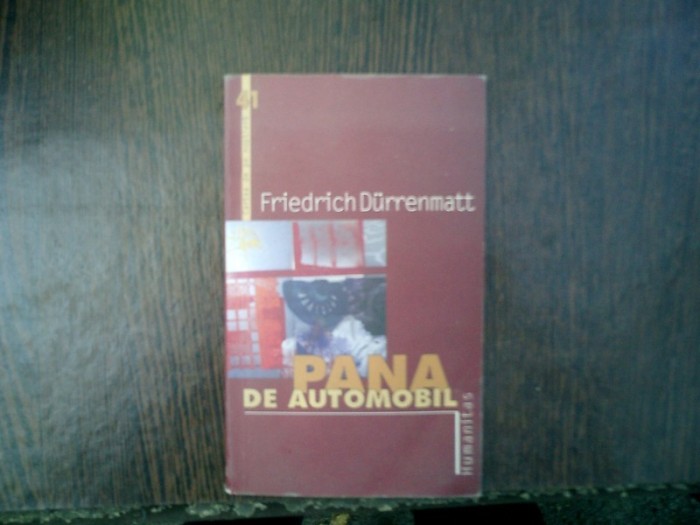 41
Friedrich Dürrenmatt
PANA
DE AUTOMOBIL
Humanitas